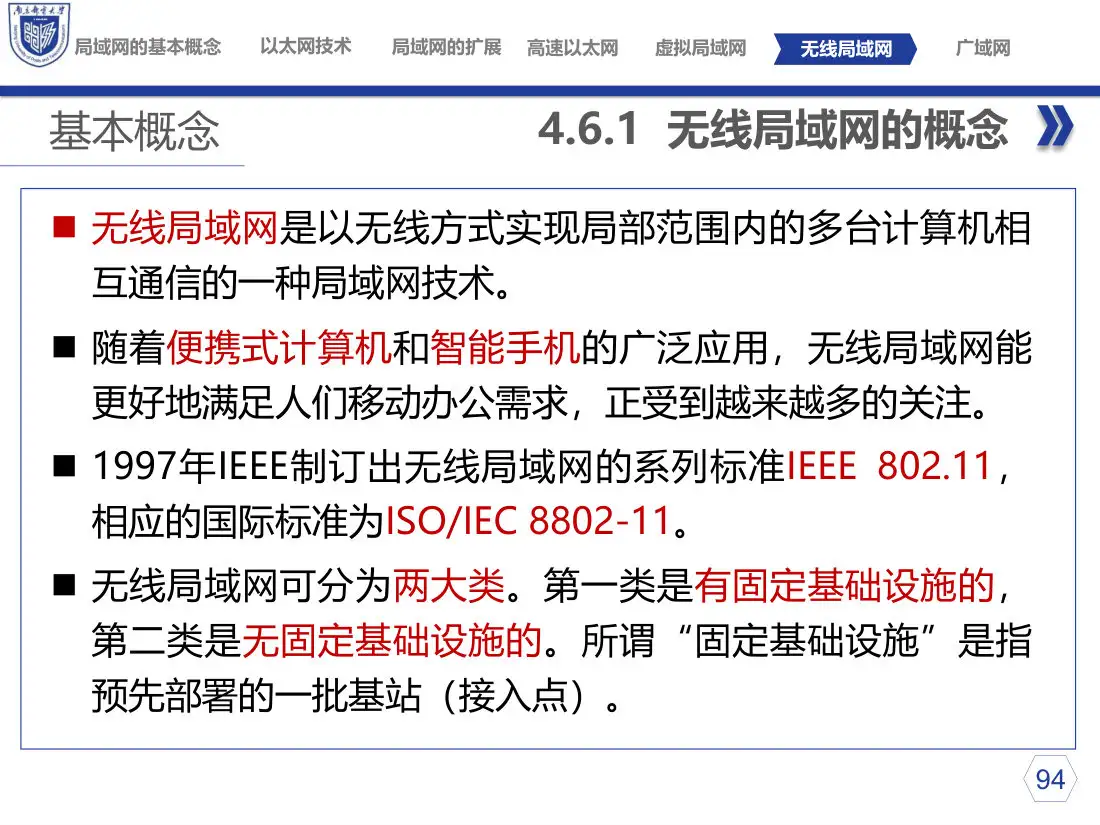 南京邮电大学
局域网的基本概念 以太网技术 局域网的扩展 高速以太网 虚拟局域网 无线局域网 广域网
基本概念
4.6.1 无线局域网的概念
■ 无线局域网是以无线方式实现局部范围内的多台计算机相
互通信的一种局域网技术。
■ 随着便携式计算机和智能手机的广泛应用，无线局域网能
更好地满足人们移动办公需求，正受到越来越多的关注。
■ 1997年IEEE制订出无线局域网的系列标准IEEE 802.11，
相应的国际标准为ISO/IEC 8802-11。
■ 无线局域网可分为两大类。第一类是有固定基础设施的，
第二类是无固定基础设施的。所谓“固定基础设施”是指
预先部署的一批基站（接入点）。
94